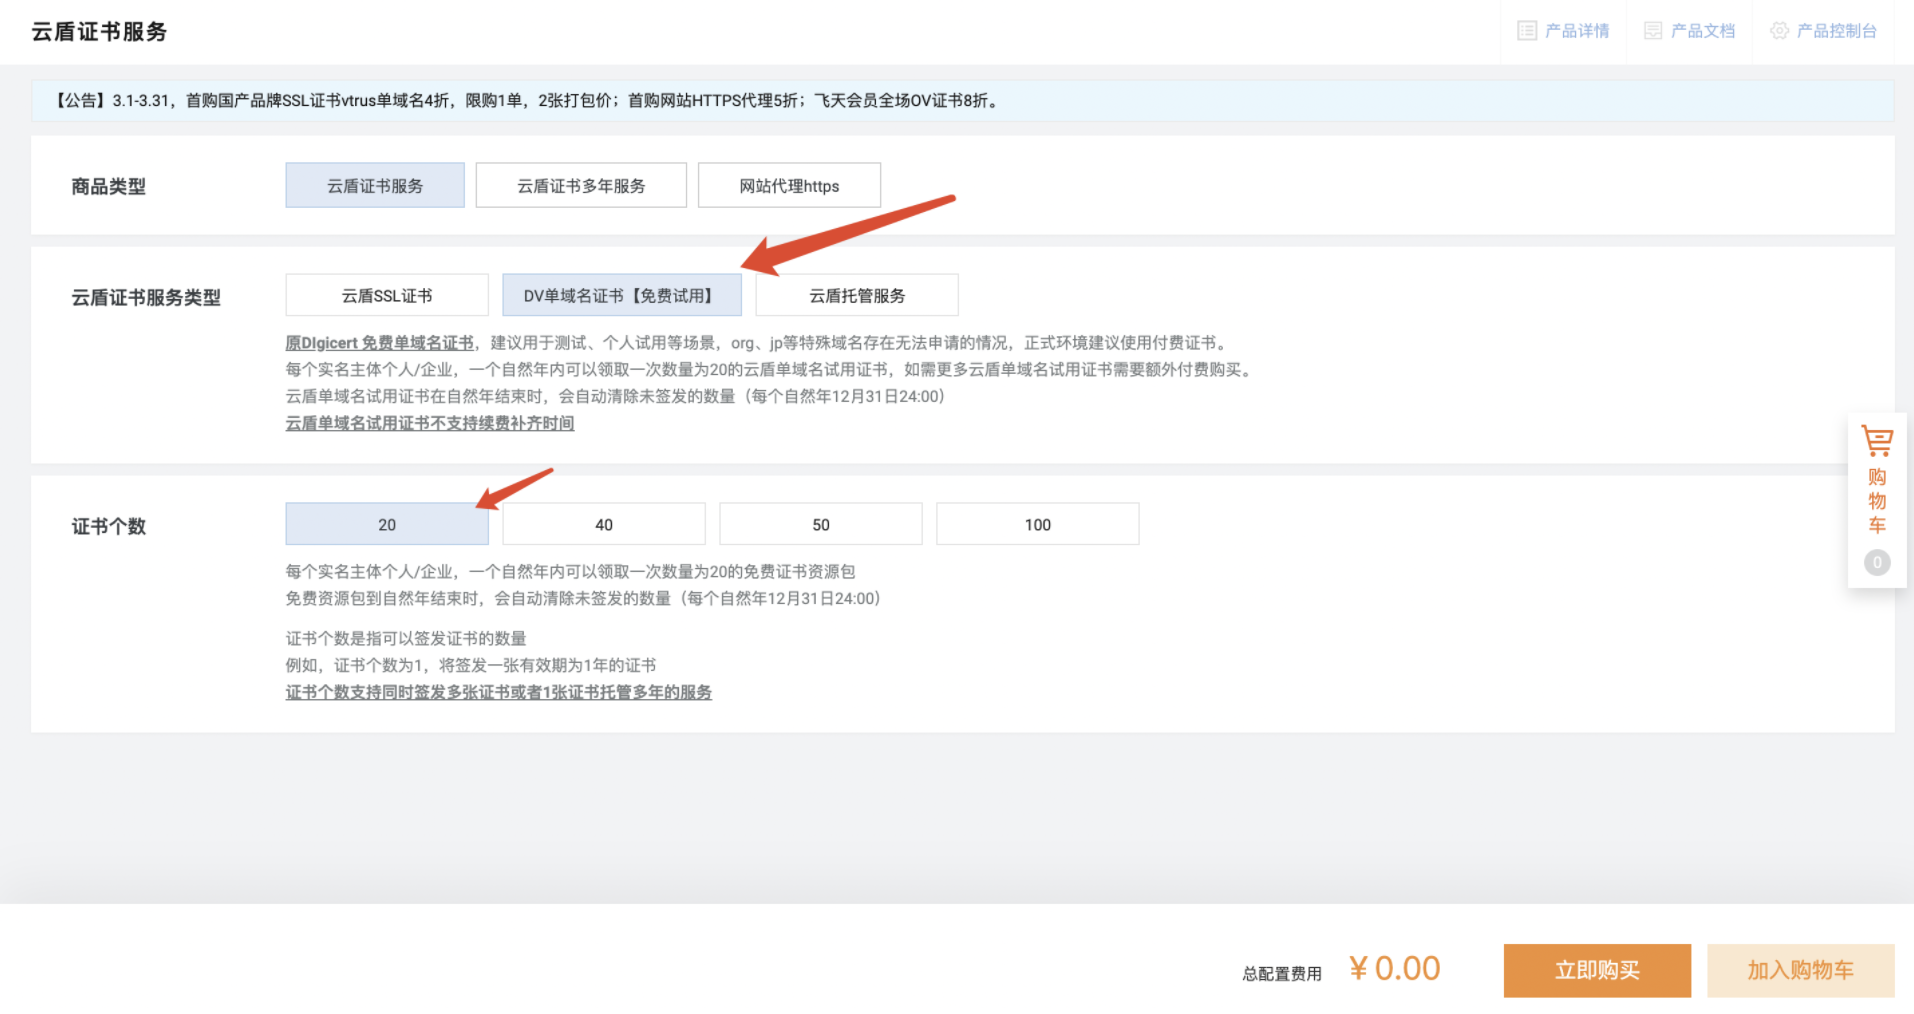 云盾证书服务
产品详情
产品文档
产品控制台
【公告】3.1-3.31，首购国产品牌SSL证书vtrus单域名4折，限购1单，2张打包价；首购网站HTTPS代理5折；飞天会员全场OV证书8折。
商品类型
云盾证书服务
云盾证书多年服务
网站代理https
云盾证书服务类型
云盾SSL证书
DV单域名证书【免费试用】
云盾托管服务
原DIgicert 免费单域名证书，建议用于测试、个人试用等场景，org、jp等特殊域名存在无法申请的情况，正式环境建议使用付费证书。
每个实名主体个人/企业，一个自然年内可以领取一次数量为20的云盾单域名试用证书，如需更多云盾单域名试用证书需要额外付费购买。
云盾单域名试用证书在自然年结束时，会自动清除未签发的数量（每个自然年12月31日24:00）
云盾单域名试用证书不支持续费补齐时间
证书个数
20
40
50
100
每个实名主体个人/企业，一个自然年内可以领取一次数量为20的免费证书资源包
免费资源包到自然年结束时，会自动清除未签发的数量（每个自然年12月31日24:00）
证书个数是指可以签发证书的数量
例如，证书个数为1，将签发一张有效期为1年的证书
证书个数支持同时签发多张证书或者1张证书托管多年的服务
购
物
车
0
总配置费用
¥ 0.00
立即购买
加入购物车